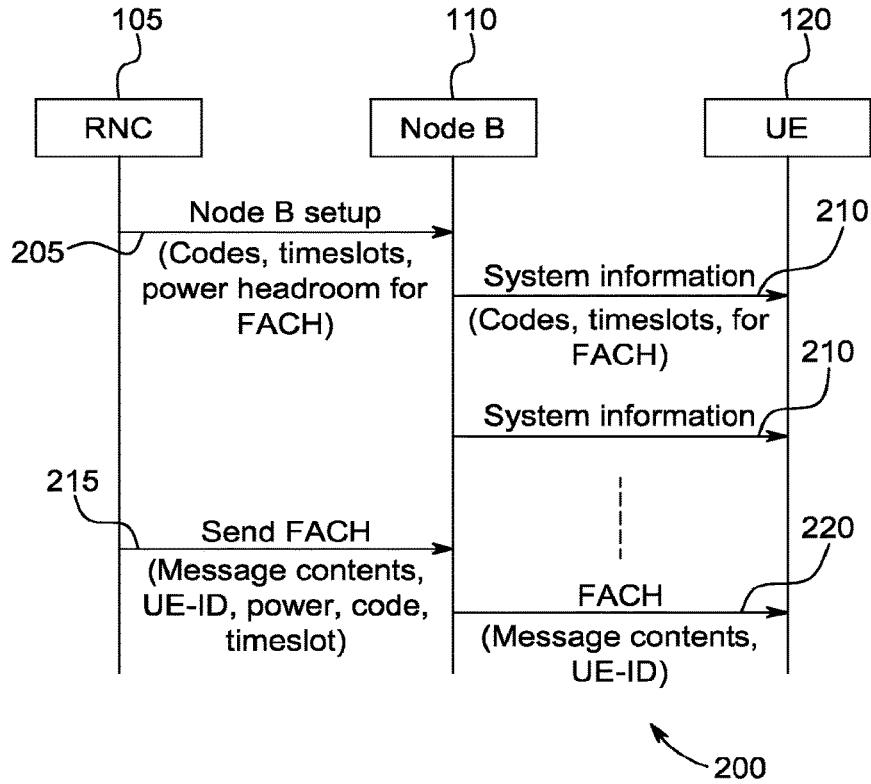 105
110
120
RNC
Node B
UE
Node B setup
205
(Codes, timeslots,
power headroom for
FACH)
210
System information
(Codes, timeslots, for
FACH)
210
System information
215
Send FACH
(Message contents,
UE-ID, power, code,
timeslot)
220
FACH
(Message contents,
UE-ID)
200